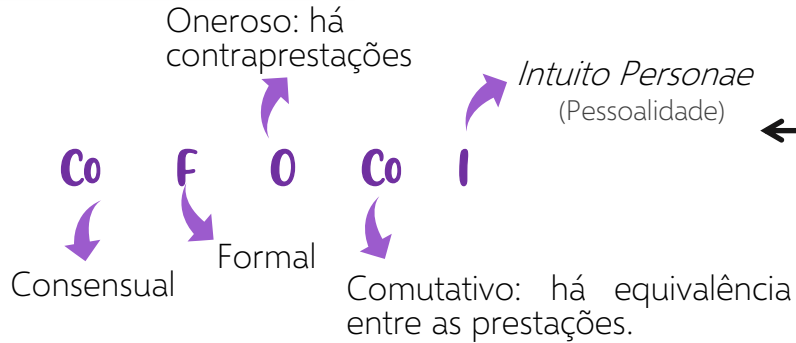 Oneroso: há
contraprestações
Intuito Personae
(Pessoalidade)
Co F O Co I
Consensual
Formal
Comutativo: há equivalência
entre as prestações.